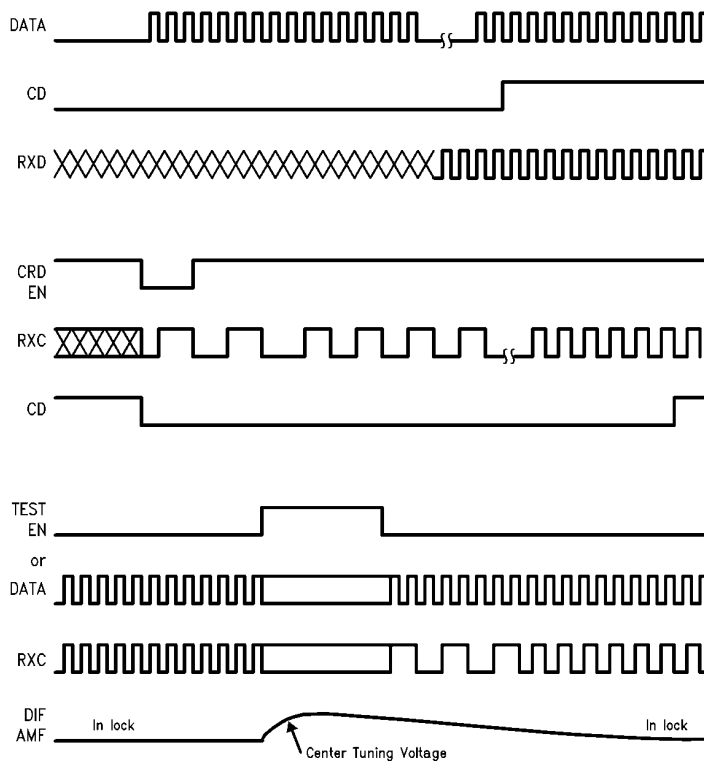 DATA
CD
RXD
CRD
EN
RXC
CD
TEST
EN
or
DATA
RXC
DIF
AMF
In lock
In lock
Center Tuning Voltage